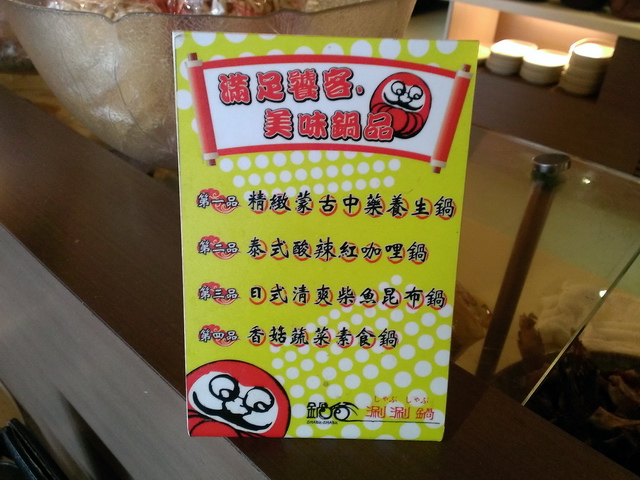 滿足饕客,
美味鍋品
第一品 精緻蒙古中藥養生鍋
第二品 泰式酸辣紅咖哩鍋
第三品 日式清爽柴魚昆布鍋
第四品 香菇蔬菜素食鍋
しゃぶ しゃぶ
涮涮鍋
SHABU-SHABU